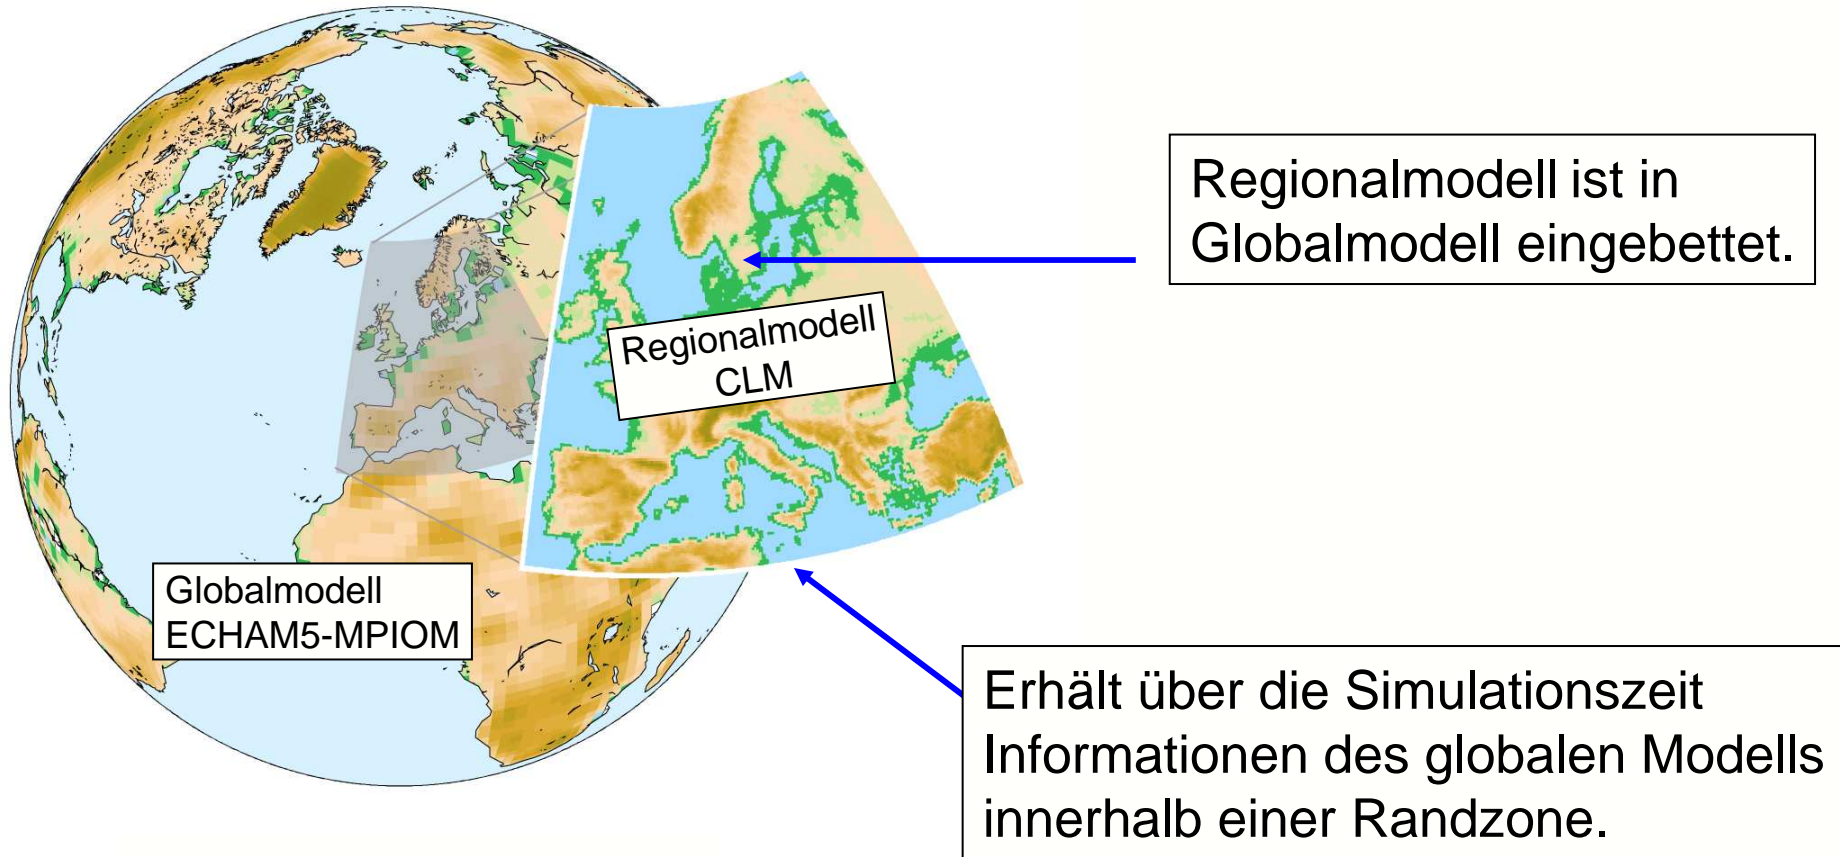 Regionalmodell ist in
Globalmodell eingebettet.
Regionalmodell
CLM
Globalmodell
ECHAM5-MPIOM
Erhält über die Simulationszeit
Informationen des globalen Modells
innerhalb einer Randzone.